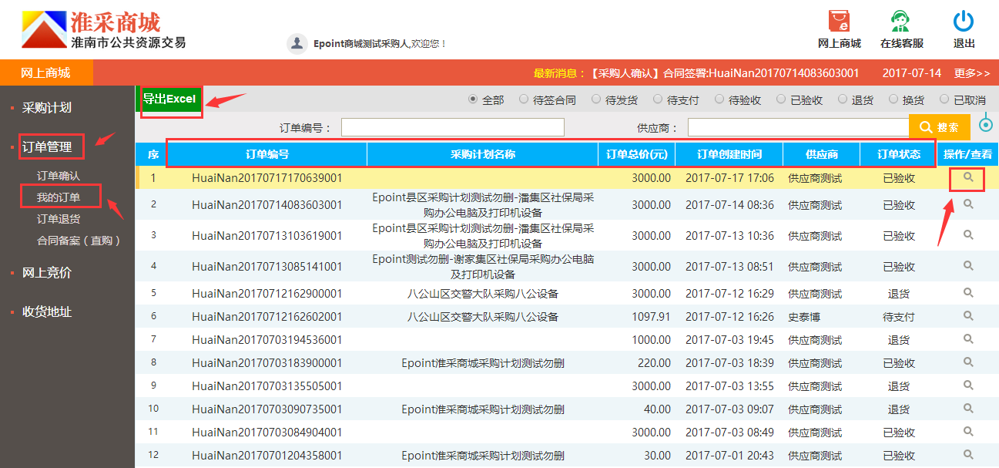 淮采商城
淮南市公共资源交易
Epoint商城测试采购人,欢迎您！
网上商城 在线客服 退出
网上商城
最新消息：【采购人确认】合同签署:HuaiNan20170714083603001 2017-07-14 更多>>
采购计划
订单管理
订单确认
我的订单
订单退货
合同备案（直购）
网上竞价
收货地址
导出Excel
全部 待签合同 待发货 待支付 待验收 已验收 退货 换货 已取消
订单编号： 供应商： 搜索
序 订单编号 采购计划名称 订单总价(元) 订单创建时间 供应商 订单状态 操作/查看
1 HuaiNan20170717170639001 3000.00 2017-07-17 17:06 供应商测试 已验收
2 HuaiNan20170714083603001 Epoint县区采购计划测试勿删-潘集区社保局采
购办公电脑及打印机设备 3000.00 2017-07-14 08:36 供应商测试 已验收
3 HuaiNan20170713103619001 Epoint县区采购计划测试勿删-潘集区社保局采
购办公电脑及打印机设备 3000.00 2017-07-13 10:36 供应商测试 已验收
4 HuaiNan20170713085141001 Epoint测试勿删-谢家集区社保局采购办公电脑
及打印机设备 3000.00 2017-07-13 08:51 供应商测试 已验收
5 HuaiNan20170712162900001 八公山区交警大队采购八公设备 3000.00 2017-07-12 16:29 供应商测试 退货
6 HuaiNan20170712162602001 八公山区交警大队采购八公设备 1097.91 2017-07-12 16:26 史泰博 待支付
7 HuaiNan20170703194536001 1000.00 2017-07-03 19:45 供应商测试 退货
8 HuaiNan20170703183900001 Epoint淮采商城采购计划测试勿删 220.00 2017-07-03 18:39 供应商测试 已验收
9 HuaiNan20170703135505001 3000.00 2017-07-03 13:55 供应商测试 退货
10 HuaiNan20170703090735001 Epoint淮采商城采购计划测试勿删 40.00 2017-07-03 09:07 供应商测试 退货
11 HuaiNan20170703084904001 3000.00 2017-07-03 08:49 供应商测试 已验收
12 HuaiNan20170701204358001 Epoint淮采商城采购计划测试勿删 30.00 2017-07-01 20:43 供应商测试 已验收